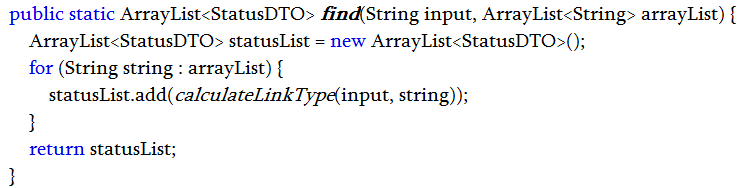 public static ArrayList<StatusDTO> find(String input, ArrayList<String> arrayList) {
ArrayList<StatusDTO> statusList = new ArrayList<StatusDTO>();
for (String string : arrayList) {
statusList.add(calculateLinkType(input, string));
}
return statusList;
}